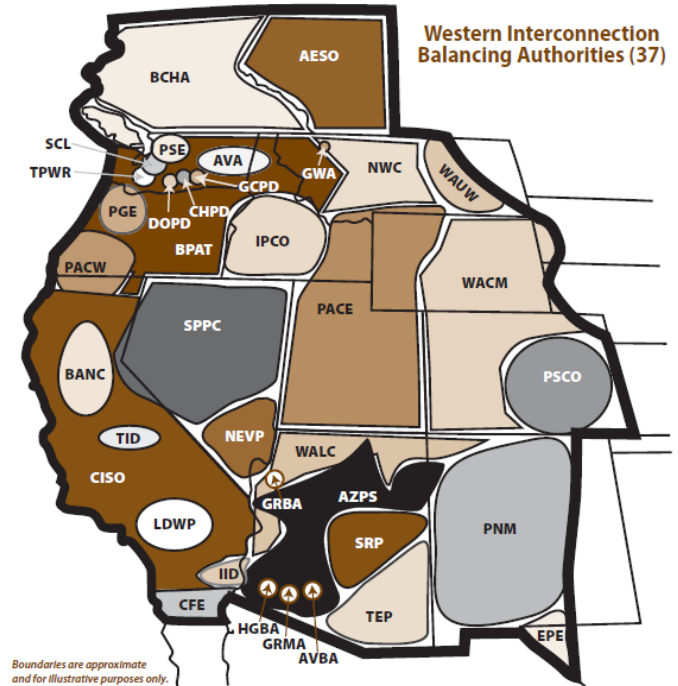 Western Interconnection
Balancing Authorities (37)
AESO
BCHA
SCL
PSE
TPWR
AVA
GWA
NWC
WAUW
GCPD
CHPD
DOPD
PGE
BPAT
IPCO
PACW
PACE
WACM
SPPC
BANC
PSCO
TID
NEVP
WALC
CISO
GRBA
AZPS
LDWP
SRP
PNM
IID
CFE
TEP
HGBA
GRMA
AVBA
EPE
Boundaries are approximate
and for illustrative purposes only.